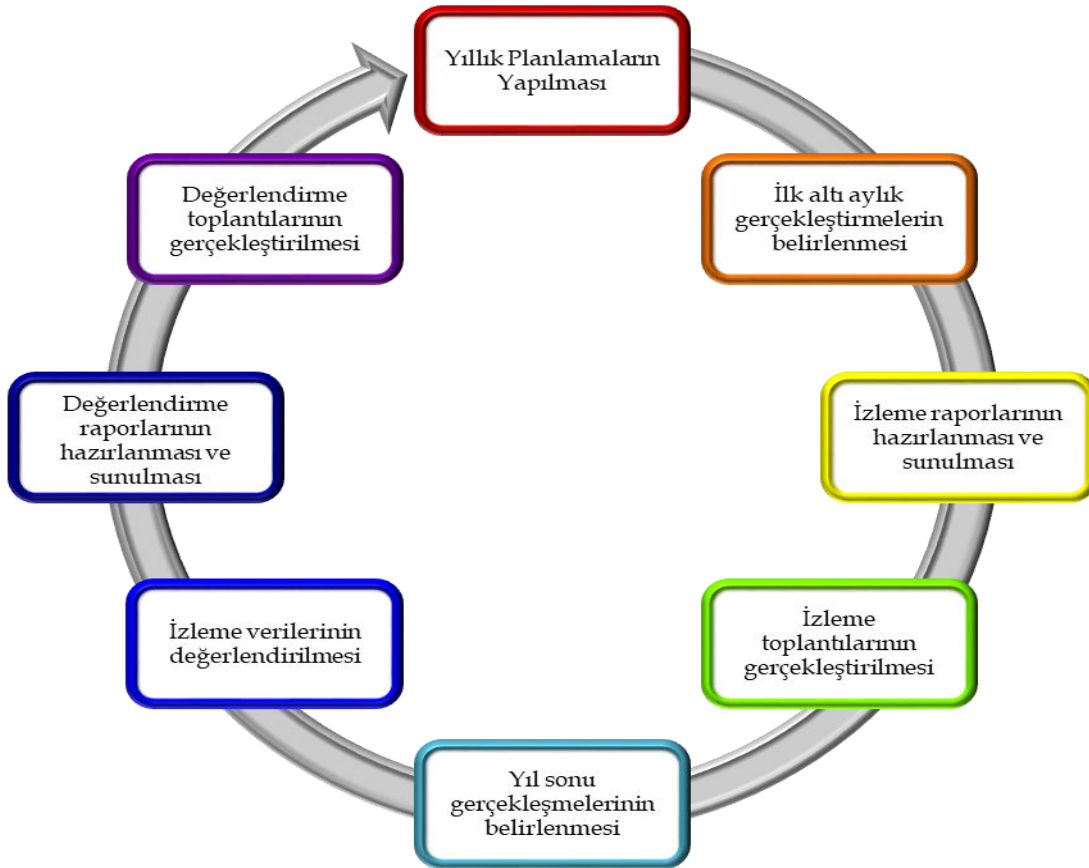 Yıllık Planlamaların
Yapılması
İlk altı aylık
gerçekleştirmelerin
belirlenmesi
İzleme raporlarının
hazırlanması ve
sunulması
İzleme
toplantılarının
gerçekleştirilmesi
Yıl sonu
gerçekleşmelerinin
belirlenmesi
İzleme verilerinin
değerlendirilmesi
Değerlendirme
raporlarının
hazırlanması ve
sunulması
Değerlendirme
toplantılarının
gerçekleştirilmesi